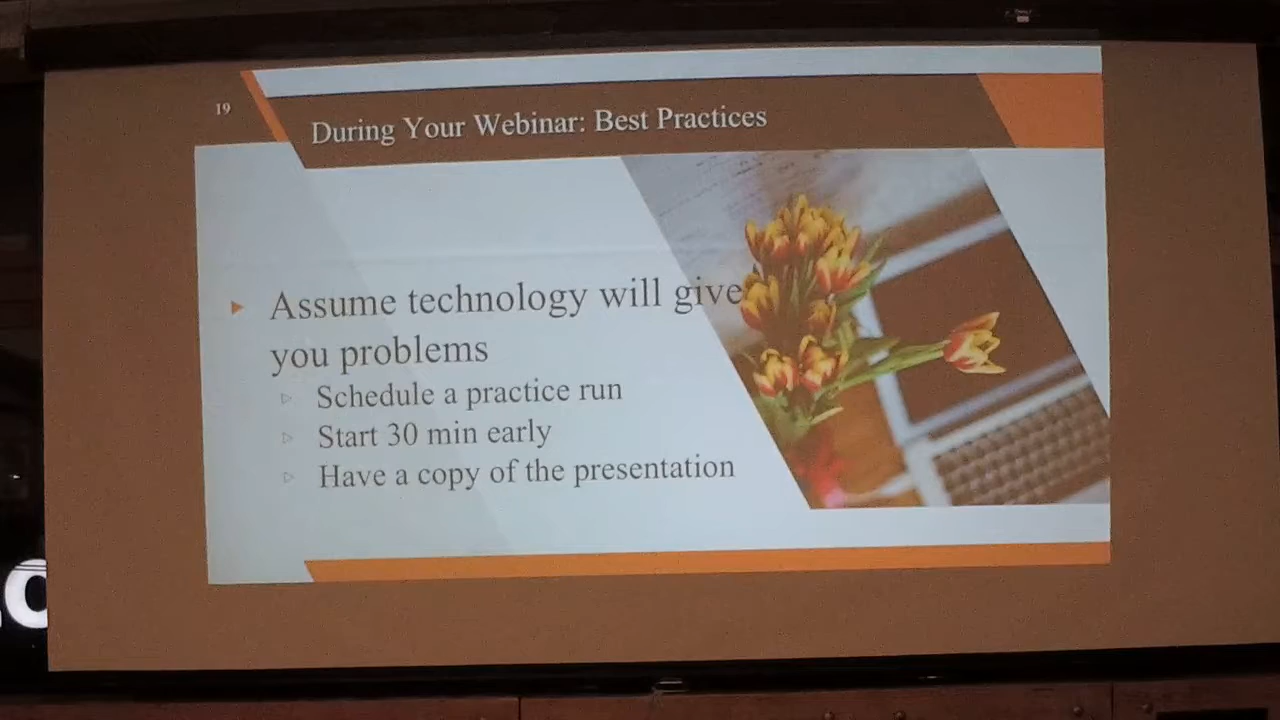 19
During Your Webinar: Best Practices
Assume technology will give
you problems
Schedule a practice run
Start 30 min early
Have a copy of the presentation